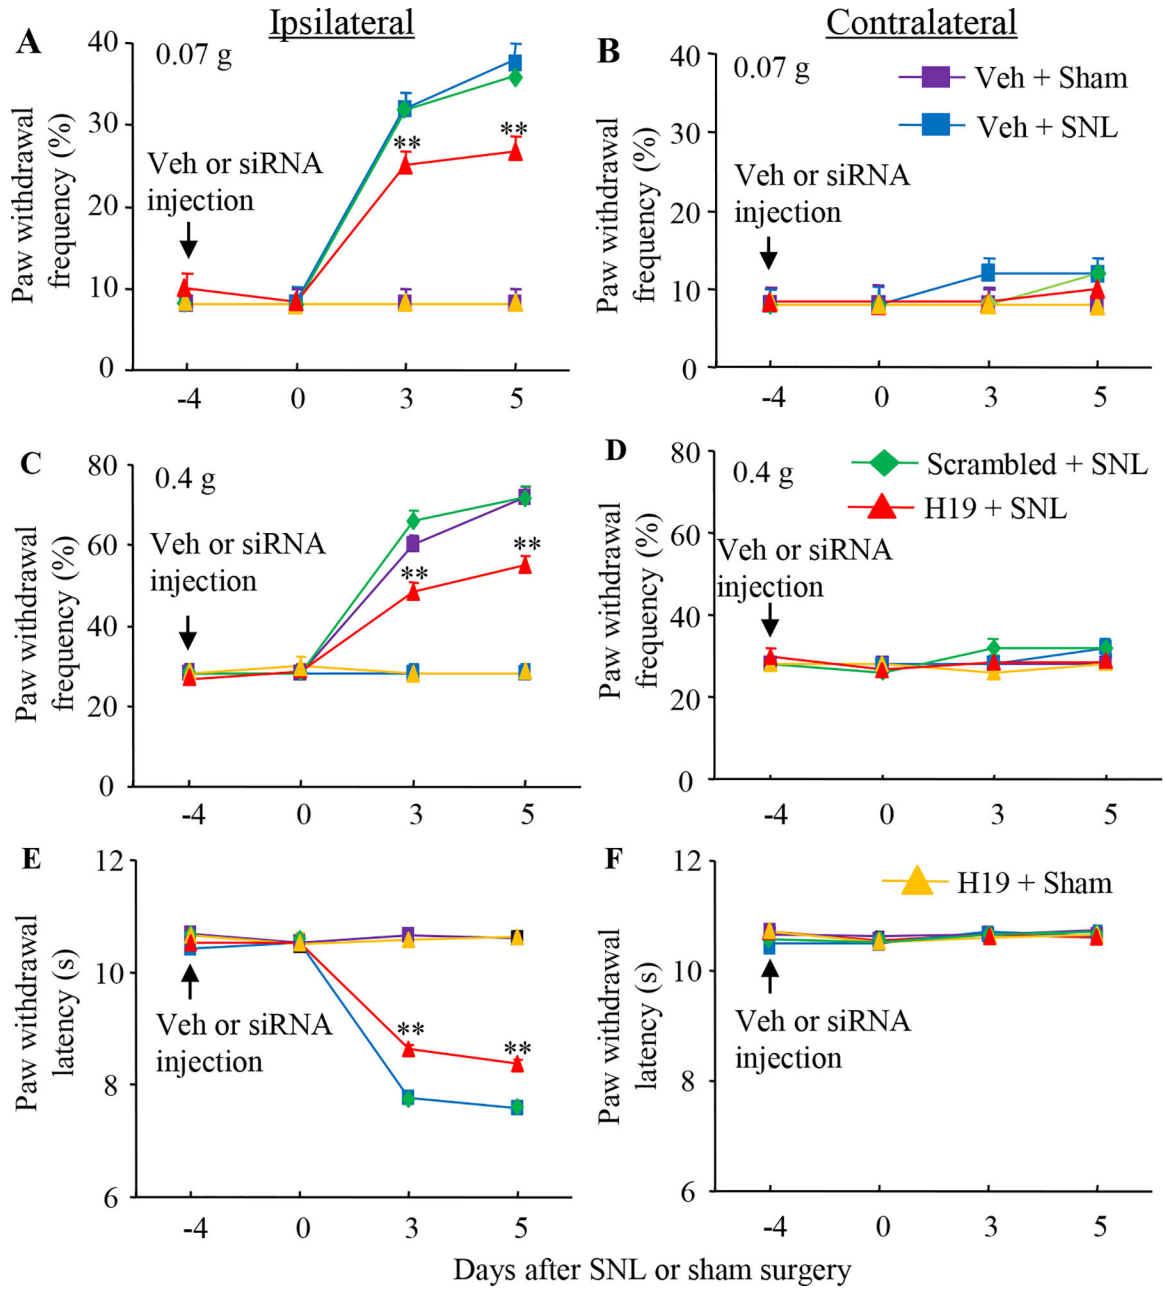 Ipsilateral
Contralateral
A
0.07 g
40
30
20
10
0
Paw withdrawal
frequency (%)
Veh or siRNA
injection
**
**
-4
0
3
5
B
0.07 g
40
30
20
10
0
Paw withdrawal
frequency (%)
Veh or siRNA
injection
Veh + Sham
Veh + SNL
-4
0
3
5
C
0.4 g
80
60
40
20
0
Paw withdrawal
frequency (%)
Veh or siRNA
injection
**
**
-4
0
3
5
D
0.4 g
80
60
40
20
0
Paw withdrawal
frequency (%)
Veh or siRNA
injection
Scrambled + SNL
H19 + SNL
-4
0
3
5
E
12
10
8
6
Paw withdrawal
latency (s)
Veh or siRNA
injection
**
**
-4
0
3
5
F
12
10
8
6
Paw withdrawal
latency (s)
Veh or siRNA
injection
H19 + Sham
-4
0
3
5
Days after SNL or sham surgery